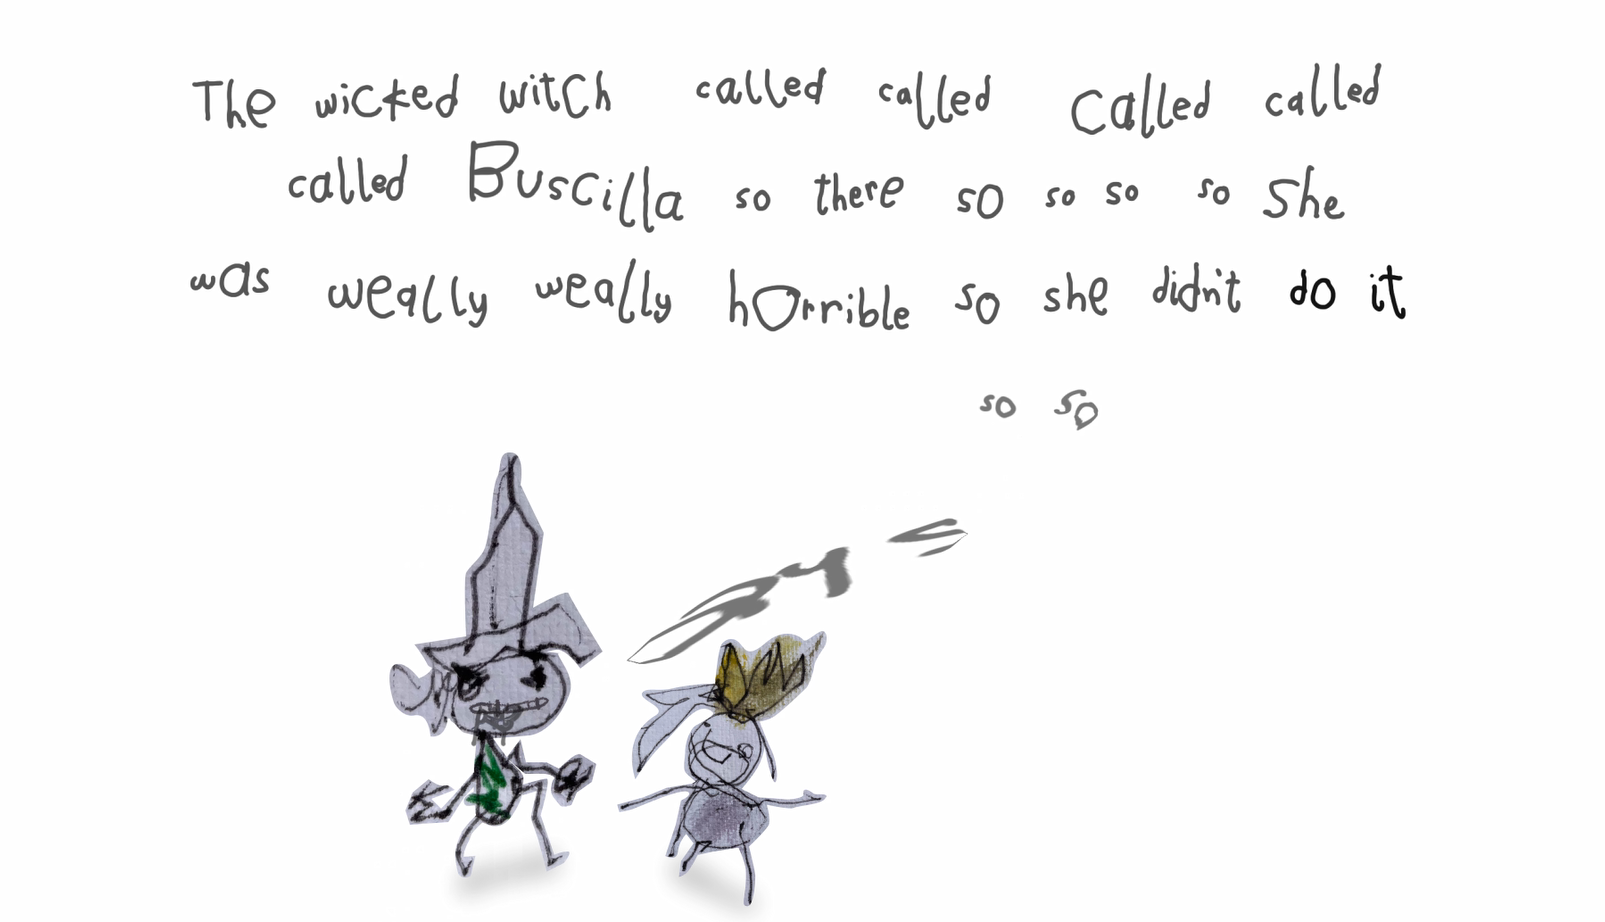 The wicked witch called called called called
called Buscilla so there so so so so she
was weally weally horrible so she didn't do it
so so